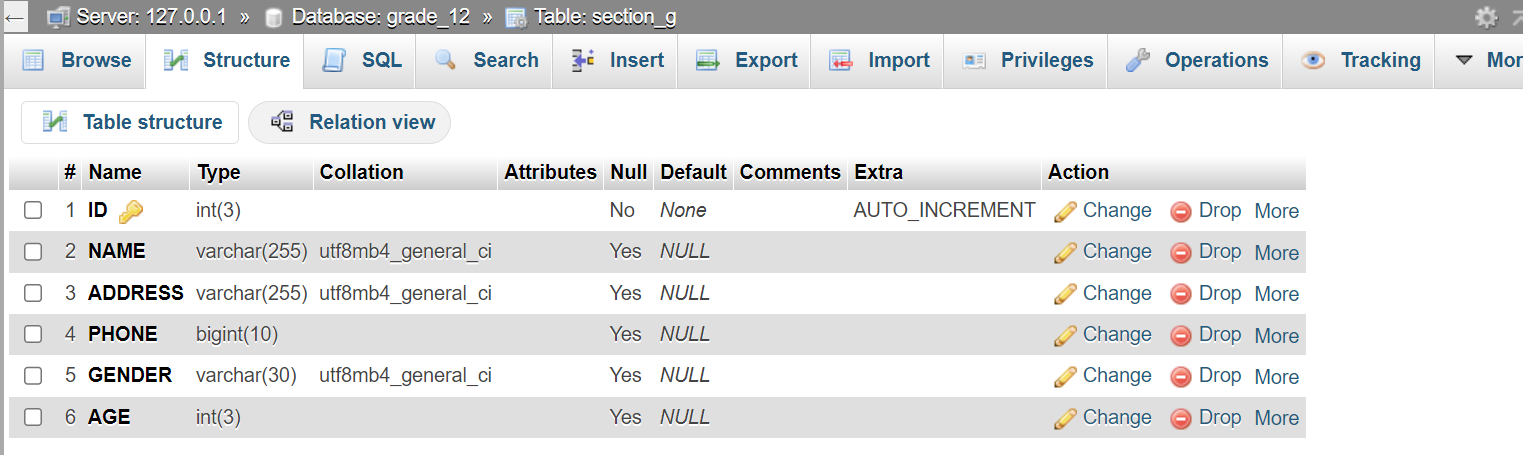 Server: 127.0.0.1 » Database: grade_12 » Table: section_g
Browse Structure SQL Search Insert Export Import Privileges Operations Tracking Mor
Table structure Relation view
# Name Type Collation Attributes Null Default Comments Extra Action
1 ID int(3) No None AUTO_INCREMENT Change Drop More
2 NAME varchar(255) utf8mb4_general_ci Yes NULL Change Drop More
3 ADDRESS varchar(255) utf8mb4_general_ci Yes NULL Change Drop More
4 PHONE bigint(10) Yes NULL Change Drop More
5 GENDER varchar(30) utf8mb4_general_ci Yes NULL Change Drop More
6 AGE int(3) Yes NULL Change Drop More